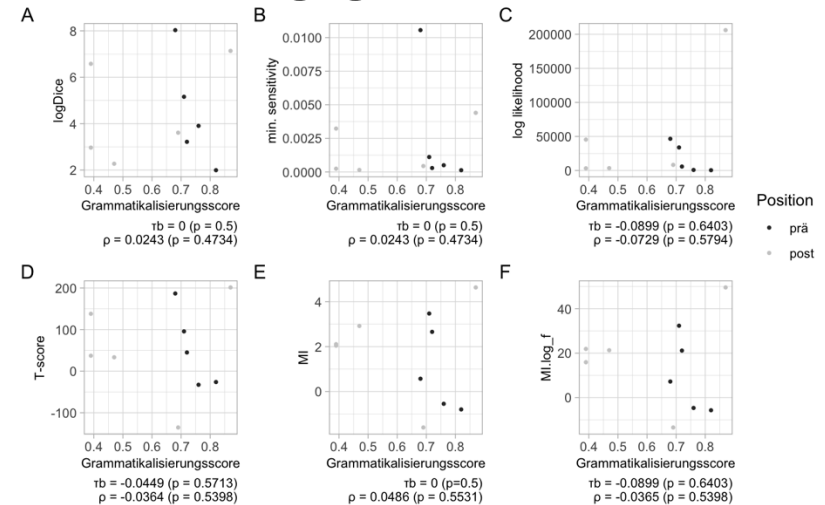 A
logDice
8
6
4
2
0.4 0.5 0.6 0.7 0.8
Grammatikalisierungsscore
τb = 0 (p = 0.5)
ρ = 0.0243 (p = 0.4734)
B
min. sensitivity
0.0100
0.0075
0.0050
0.0025
0.0000
0.4 0.5 0.6 0.7 0.8
Grammatikalisierungsscore
τb = 0 (p = 0.5)
ρ = 0.0243 (p = 0.4734)
C
log likelihood
200000
150000
100000
50000
0
0.4 0.5 0.6 0.7 0.8
Grammatikalisierungsscore
τb = -0.0899 (p = 0.6403)
ρ = -0.0729 (p = 0.5794)
Position
prä
post
D
T-score
200
100
0
-100
0.4 0.5 0.6 0.7 0.8
Grammatikalisierungsscore
τb = -0.0449 (p = 0.5713)
ρ = -0.0364 (p = 0.5398)
E
MI
4
2
0
0.4 0.5 0.6 0.7 0.8
Grammatikalisierungsscore
τb = 0 (p=0.5)
ρ = 0.0486 (p = 0.5531)
F
MI.log_f
40
20
0
0.4 0.5 0.6 0.7 0.8
Grammatikalisierungsscore
τb = -0.0899 (p = 0.6403)
ρ = -0.0365 (p = 0.5398)